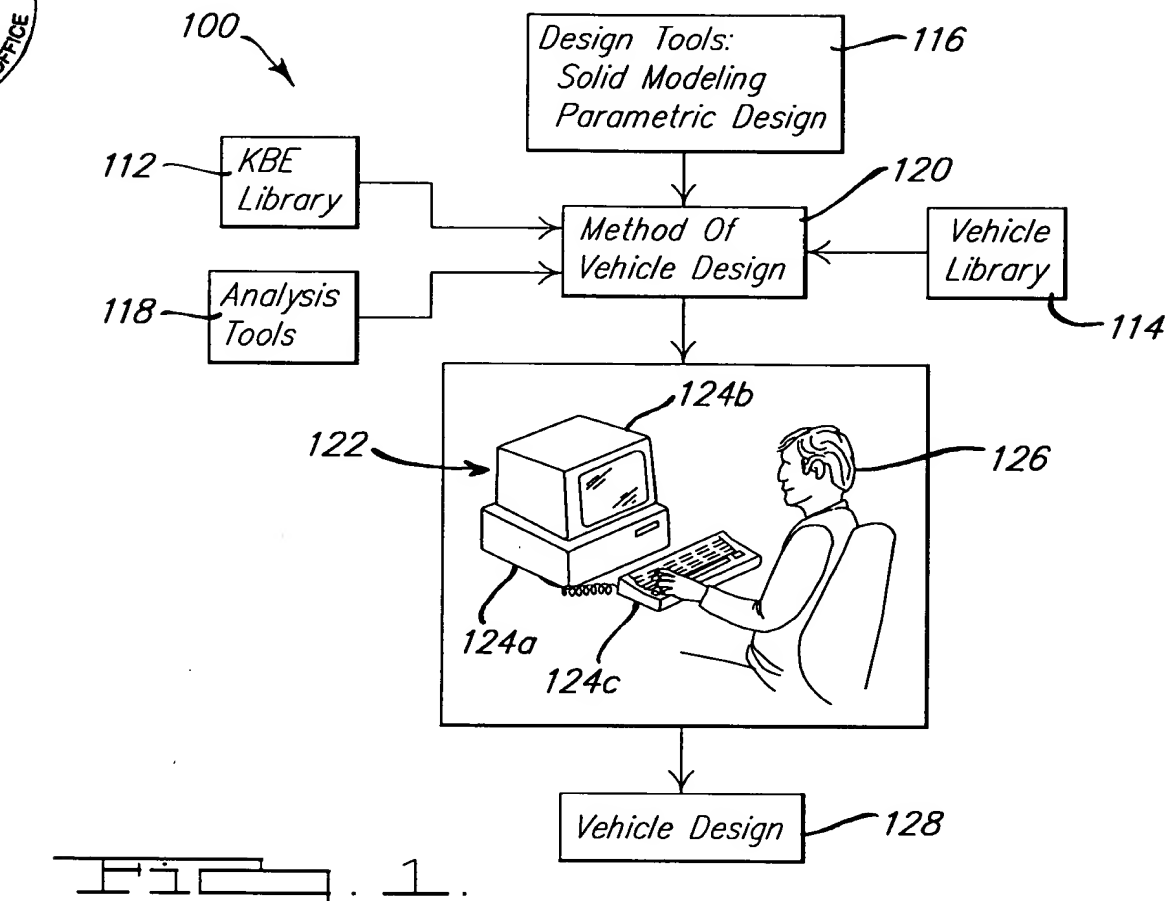 OFFICE
100
Design Tools:
Solid Modeling
Parametric Design
116
112
KBE
Library
120
Method Of
Vehicle Design
Vehicle
Library
114
118
Analysis
Tools
122
124b
126
124a
124c
Vehicle Design
128
FIG. 1.